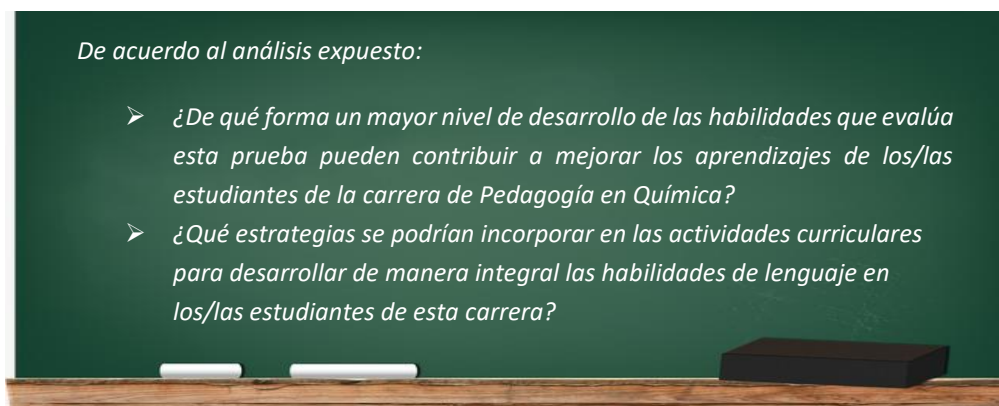 De acuerdo al análisis expuesto:
➢ ¿De qué forma un mayor nivel de desarrollo de las habilidades que evalúa
esta prueba pueden contribuir a mejorar los aprendizajes de los/las
estudiantes de la carrera de Pedagogía en Química?
➢ ¿Qué estrategias se podrían incorporar en las actividades curriculares
para desarrollar de manera integral las habilidades de lenguaje en
los/las estudiantes de esta carrera?